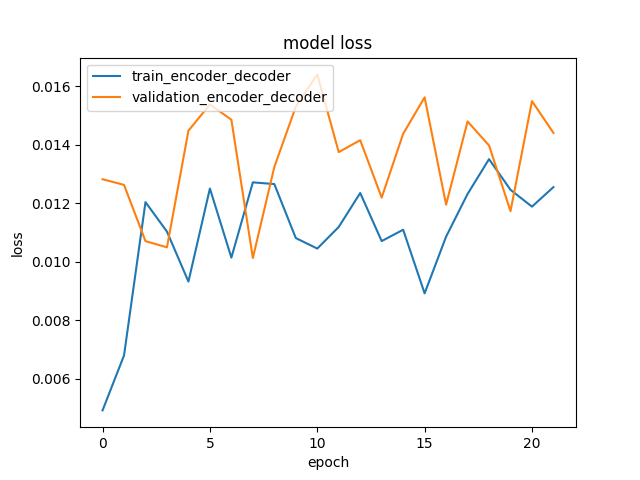 model loss
train_encoder_decoder
validation_encoder_decoder
0.016
0.014
0.012
0.010
0.008
0.006
loss
0 5 10 15 20
epoch